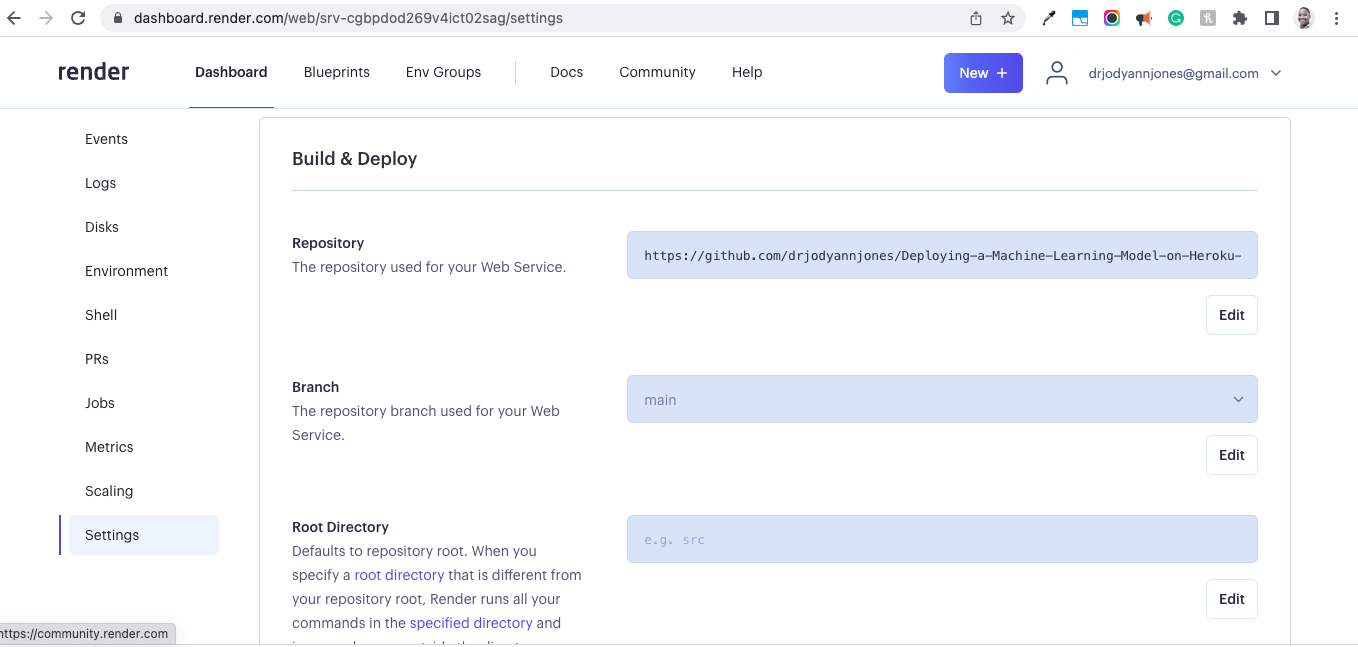 dashboard.render.com/web/srv-cgbpdod269v4ict02sag/settings
render
Dashboard
Blueprints
Env Groups
Docs
Community
Help
New +
drjodyannjones@gmail.com
Events
Logs
Disks
Environment
Shell
PRs
Jobs
Metrics
Scaling
Settings
Build & Deploy
Repository
The repository used for your Web Service.
https://github.com/drjodyannjones/Deploying-a-Machine-Learning-Model-on-Heroku-
Edit
Branch
The repository branch used for your Web
Service.
main
Edit
Root Directory
Defaults to repository root. When you
specify a root directory that is different from
your repository root, Render runs all your
commands in the specified directory and
e.g. src
Edit
https://community.render.com